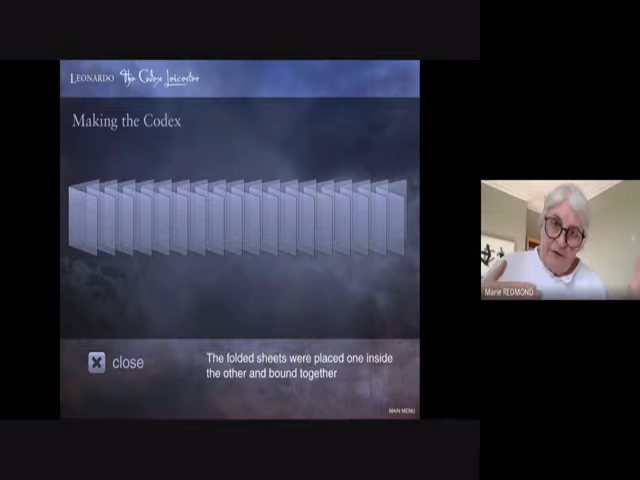 LEONARDO The Codex Leicester
Making the Codex
close
The folded sheets were placed one inside
the other and bound together
MAIN MENU
Marie REDMOND